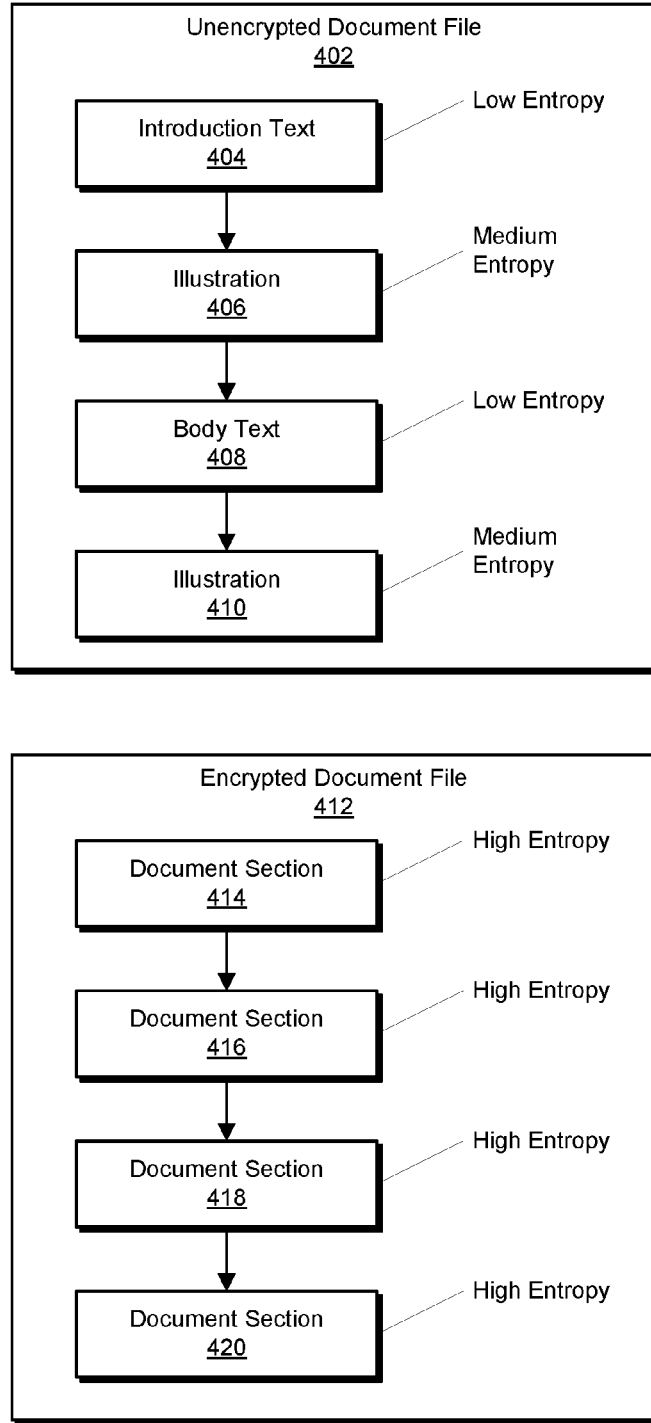 Unencrypted Document File
402
Introduction Text
404
Low Entropy
Illustration
406
Medium
Entropy
Body Text
408
Low Entropy
Illustration
410
Medium
Entropy
Encrypted Document File
412
Document Section
414
High Entropy
Document Section
416
High Entropy
Document Section
418
High Entropy
Document Section
420
High Entropy